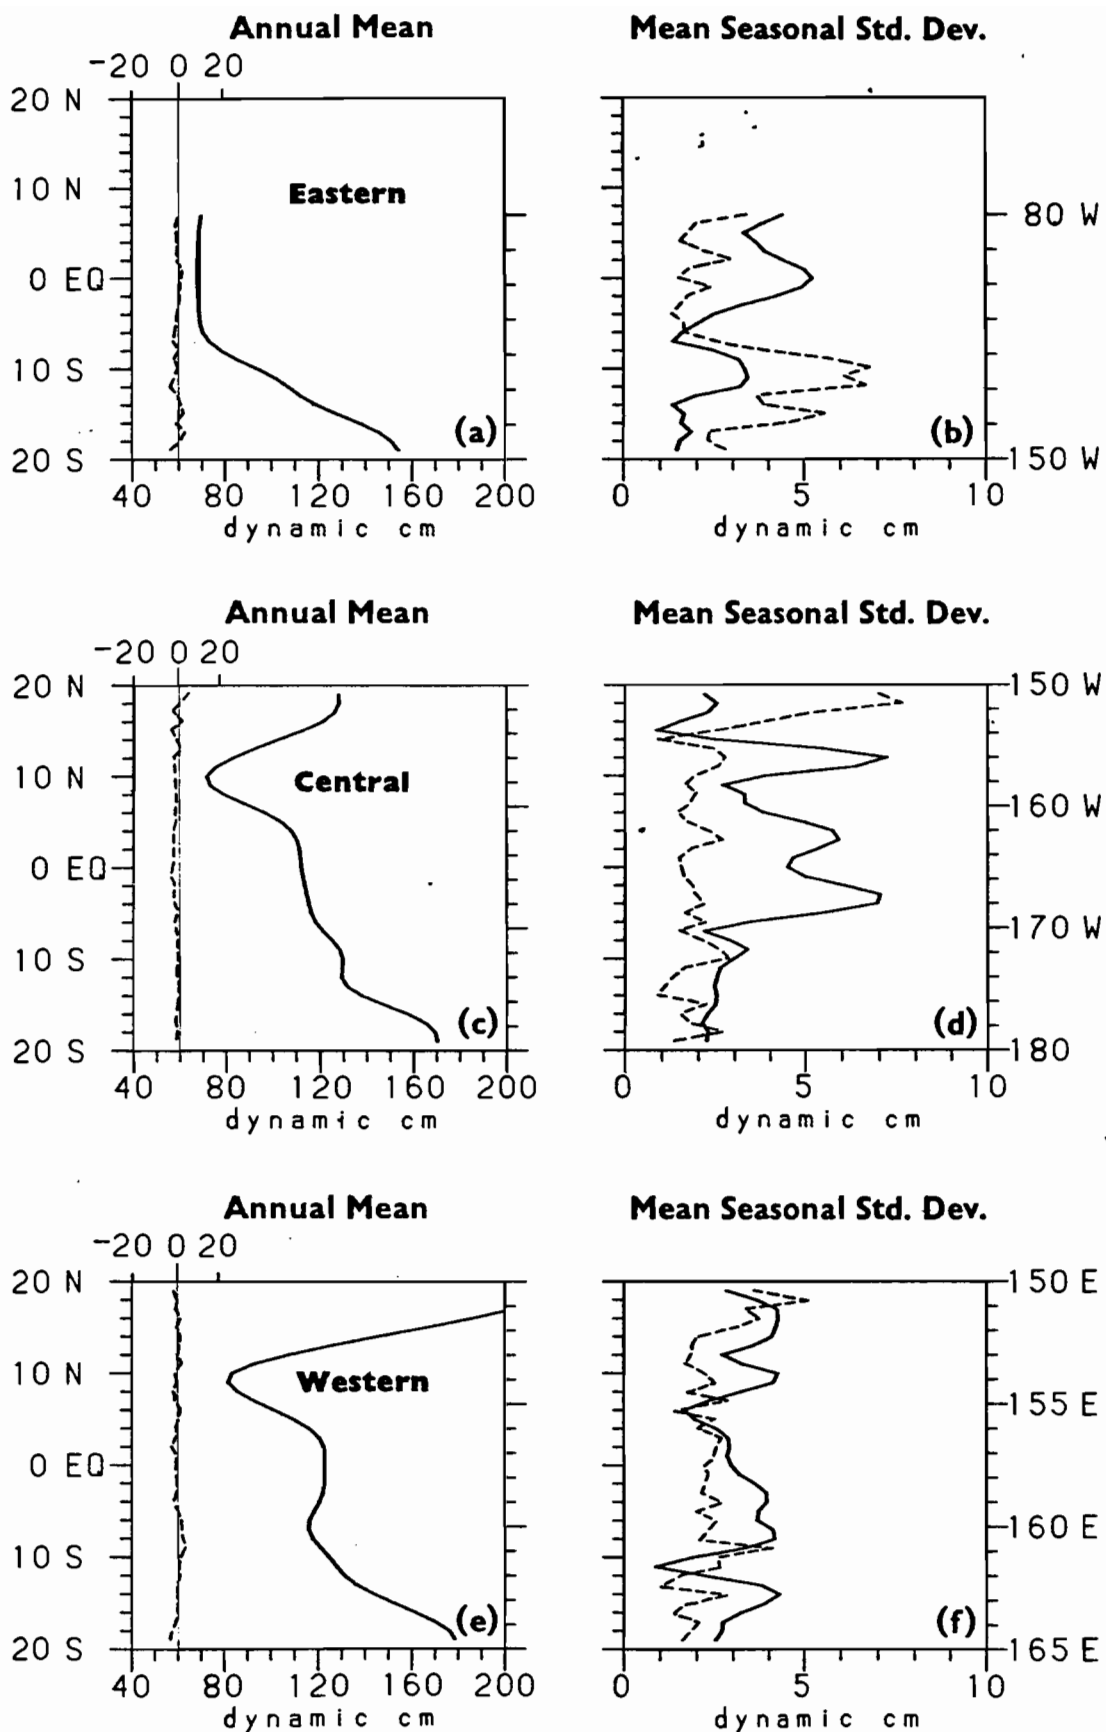 Annual Mean Mean Seasonal Std. Dev.
-20 0 20
20 N
10 N Eastern 80 W
0 EQ
10 S
(a) (b)
20 S 150 W
40 80 120 160 200 0 5 10
dynamic cm dynamic cm
Annual Mean Mean Seasonal Std. Dev.
-20 0 20
20 N 150 W
10 N Central 160 W
0 EQ
170 W
10 S
(c) (d)
20 S 180
40 80 120 160 200 0 5 10
dynamic cm dynamic cm
Annual Mean Mean Seasonal Std. Dev.
-20 0 20
20 N 150 E
10 N Western 155 E
0 EQ
160 E
10 S
(e) (f)
20 S 165 E
40 80 120 160 200 0 5 10
dynamic cm dynamic cm